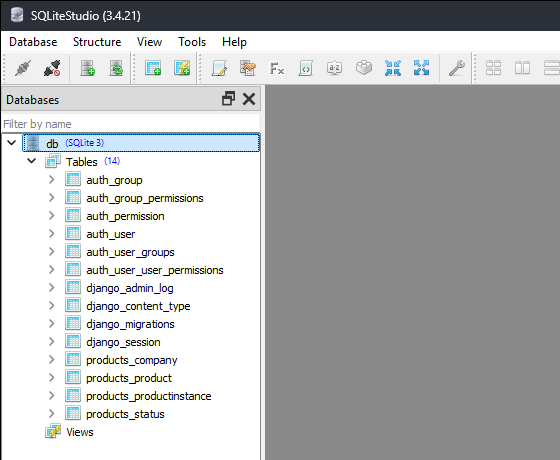 SQLiteStudio (3.4.21)
Database Structure View Tools Help
Databases
Filter by name
db (SQLite 3)
Tables (14)
auth_group
auth_group_permissions
auth_permission
auth_user
auth_user_groups
auth_user_user_permissions
django_admin_log
django_content_type
django_migrations
django_session
products_company
products_product
products_productinstance
products_status
Views